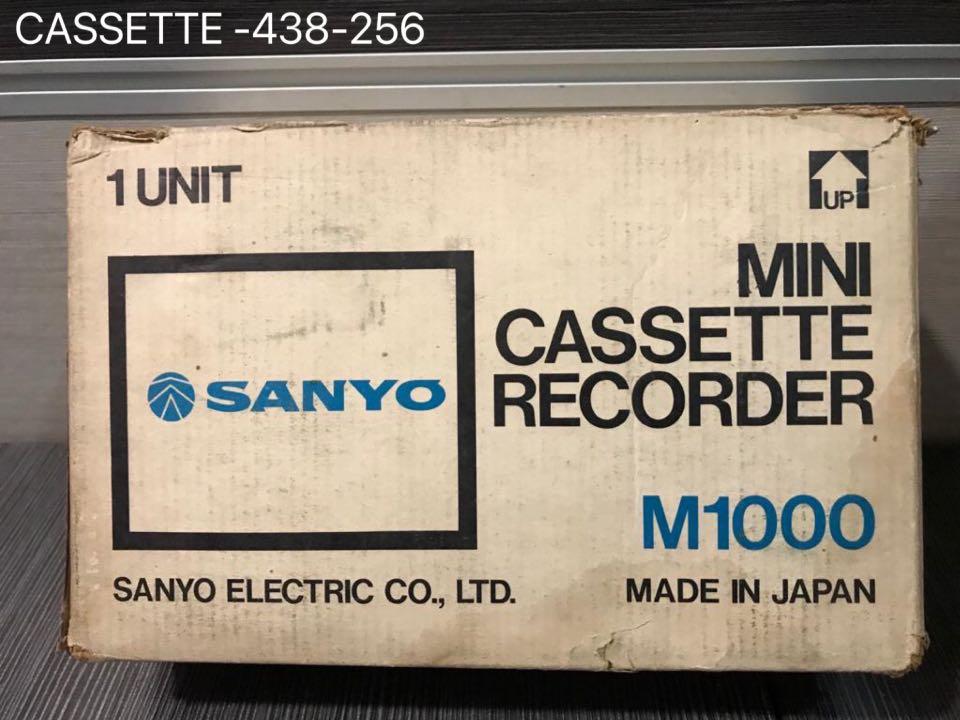 CASSETTE -438-256
1 UNIT
UP
MINI
CASSETTE
RECORDER
SANYO
M1000
SANYO ELECTRIC CO., LTD.
MADE IN JAPAN